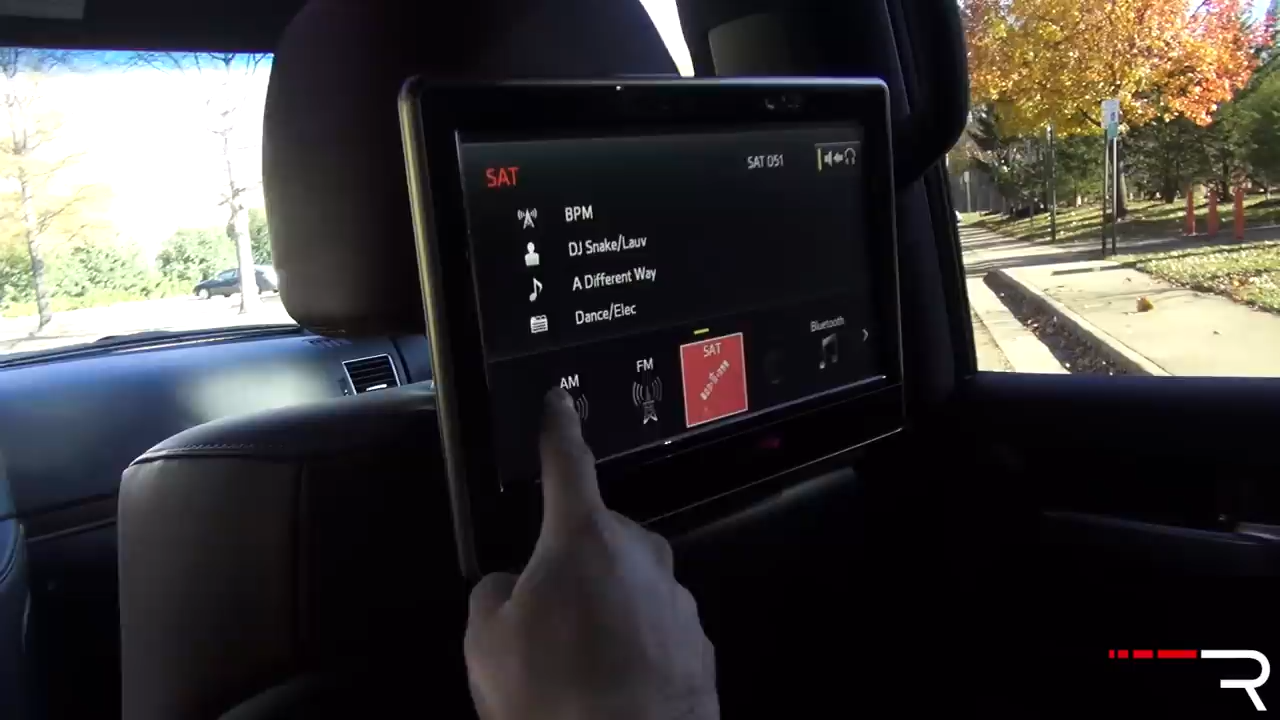 SAT
SAT 051
BPM
DJ Snake/Lauv
A Different Way
Dance/Elec
AM
FM
SAT
Bluetooth